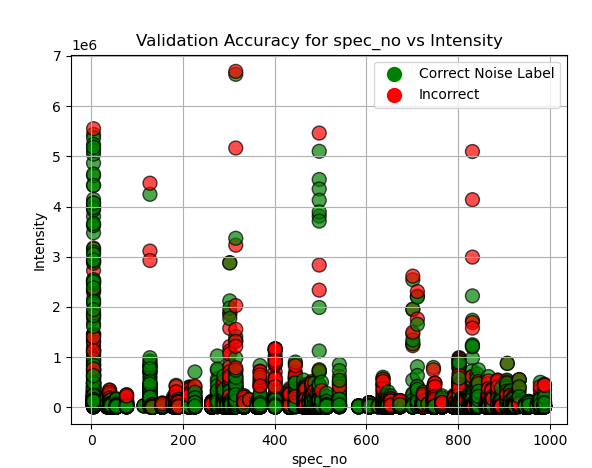 Validation Accuracy for spec_no vs Intensity
1e6
Correct Noise Label
Incorrect
7
6
5
4
3
2
1
0
Intensity
0 200 400 600 800 1000
spec_no